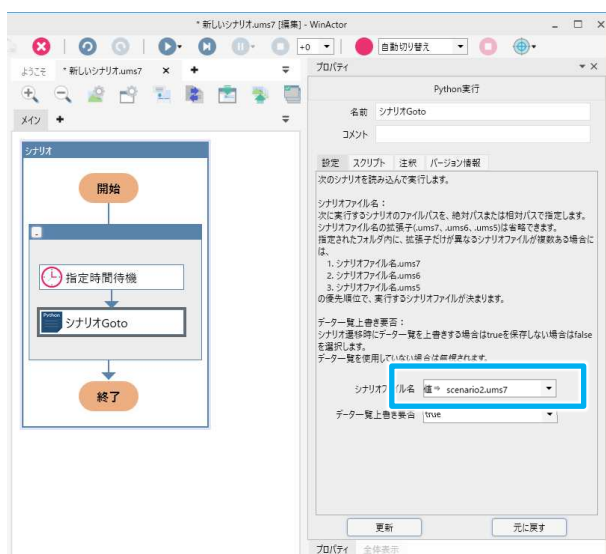 * 新しいシナリオ.ums7 [編集] - WinActor
+0
自動切り替え
ようこそ
* 新しいシナリオ.ums7
メイン
シナリオ
開始
指定時間待機
Python
シナリオGoto
終了
プロパティ
Python実行
名前
シナリオGoto
コメント
設定 スクリプト 注釈 バージョン情報
次のシナリオを読み込んで実行します。
シナリオファイル名：
次に実行するシナリオのファイルパスを、絶対パスまたは相対パスで指定します。
シナリオファイル名の拡張子(.ums7、.ums6、.ums5)は省略できます。
指定されたフォルダ内に、拡張子だけが異なるシナリオファイルが複数ある場合に
は、
1. シナリオファイル名.ums7
2. シナリオファイル名.ums6
3. シナリオファイル名.ums5
の優先順位で、実行するシナリオファイルが決まります。
データ一覧上書き要否：
シナリオ遷移時にデータ一覧を上書きする場合はtrueを保存しない場合はfalse
を選択します。
データ一覧を使用していない場合は無視されます。
シナリオファイル名
値⇒ scenario2.ums7
データ一覧上書き要否
true
更新
元に戻す
プロパティ 全体表示